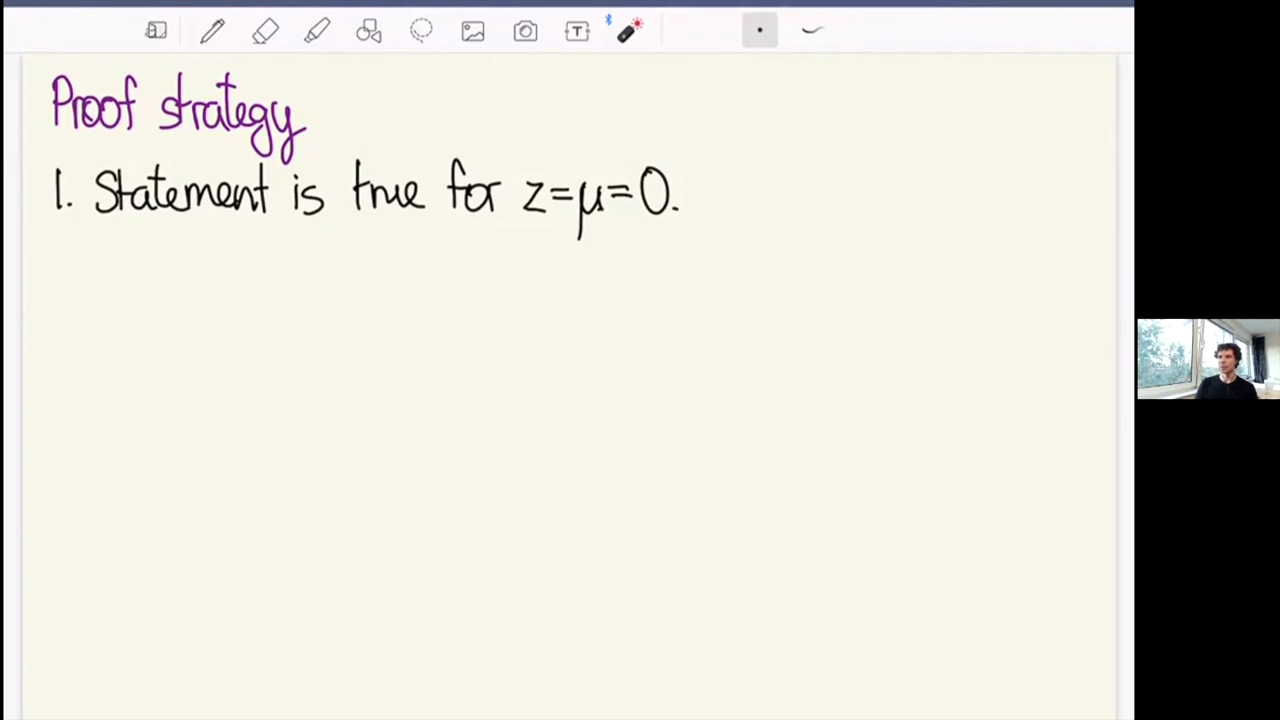 Proof strategy
1. Statement is true for z=μ=0.